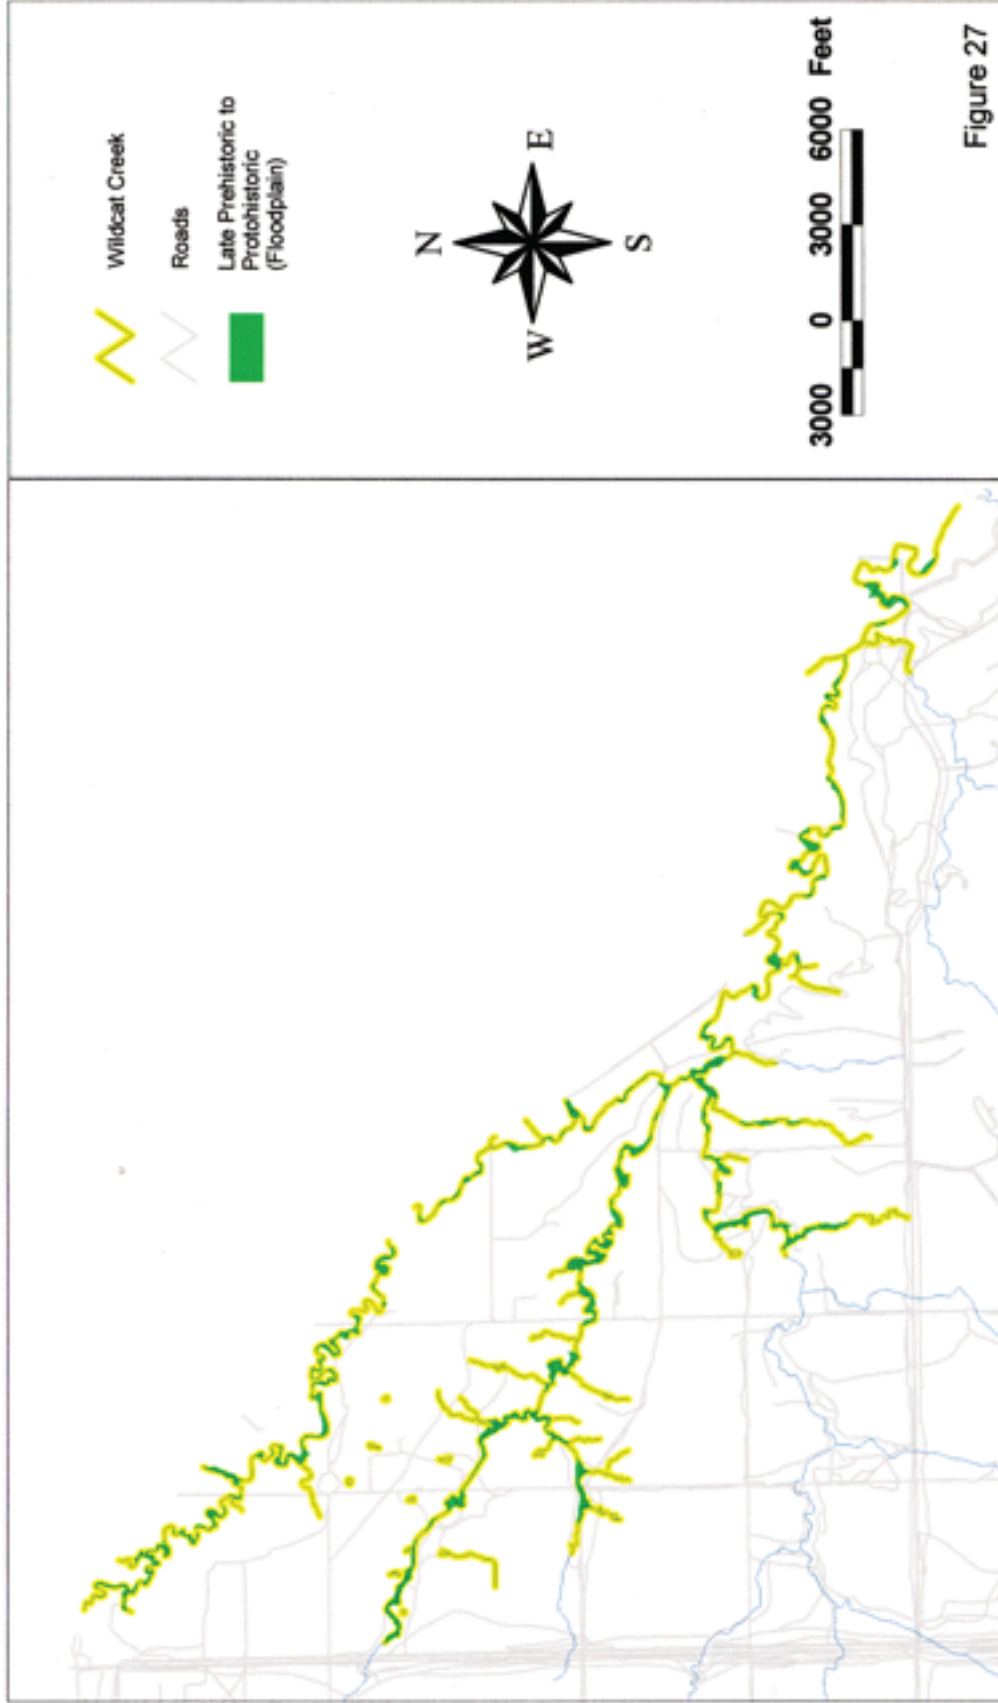 Wildcat Creek
Roads
Late Prehistoric to
Protohistoric
(Floodplain)
N
W
E
S
3000 0 3000 6000 Feet
Figure 27